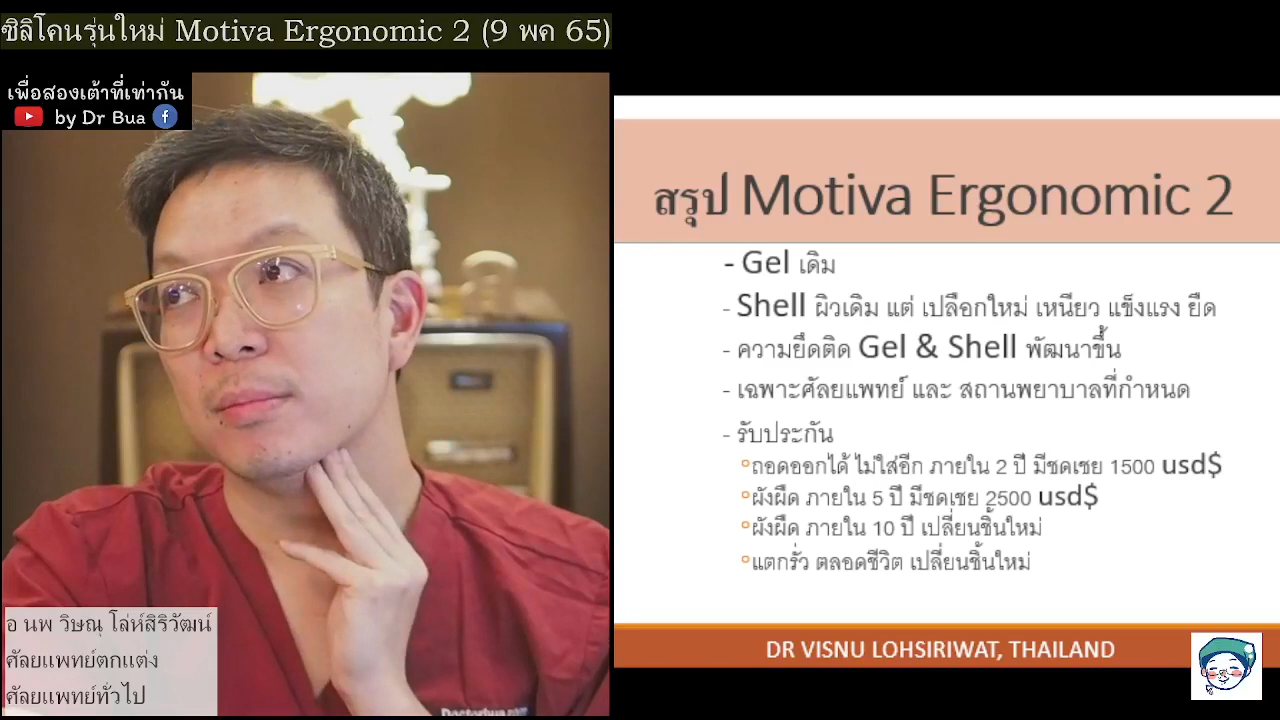 ซิลิโคนรุ่นใหม่ Motiva Ergonomic 2 (9 พค 65)
เพื่อสองเต้าที่เท่ากัน
by Dr Bua
อ นพ วิษณุ โล่ห์สิริวัฒน์
ศัลยแพทย์ตกแต่ง
ศัลยแพทย์ทั่วไป
สรุป Motiva Ergonomic 2
- Gel เดิม
- Shell ผิวเดิม แต่ เปลือกใหม่ เหนียว แข็งแรง ยืด
- ความยึดติด Gel & Shell พัฒนาขึ้น
- เฉพาะศัลยแพทย์ และ สถานพยาบาลที่กำหนด
- รับประกัน
ถอดออกได้ ไม่ใส่อีก ภายใน 2 ปี มีชดเชย 1500 usd$
ผังผืด ภายใน 5 ปี มีชดเชย 2500 usd$
ผังผืด ภายใน 10 ปี เปลี่ยนชิ้นใหม่
แตกรั่ว ตลอดชีวิต เปลี่ยนชิ้นใหม่
DR VISNU LOHSIRIWAT, THAILAND